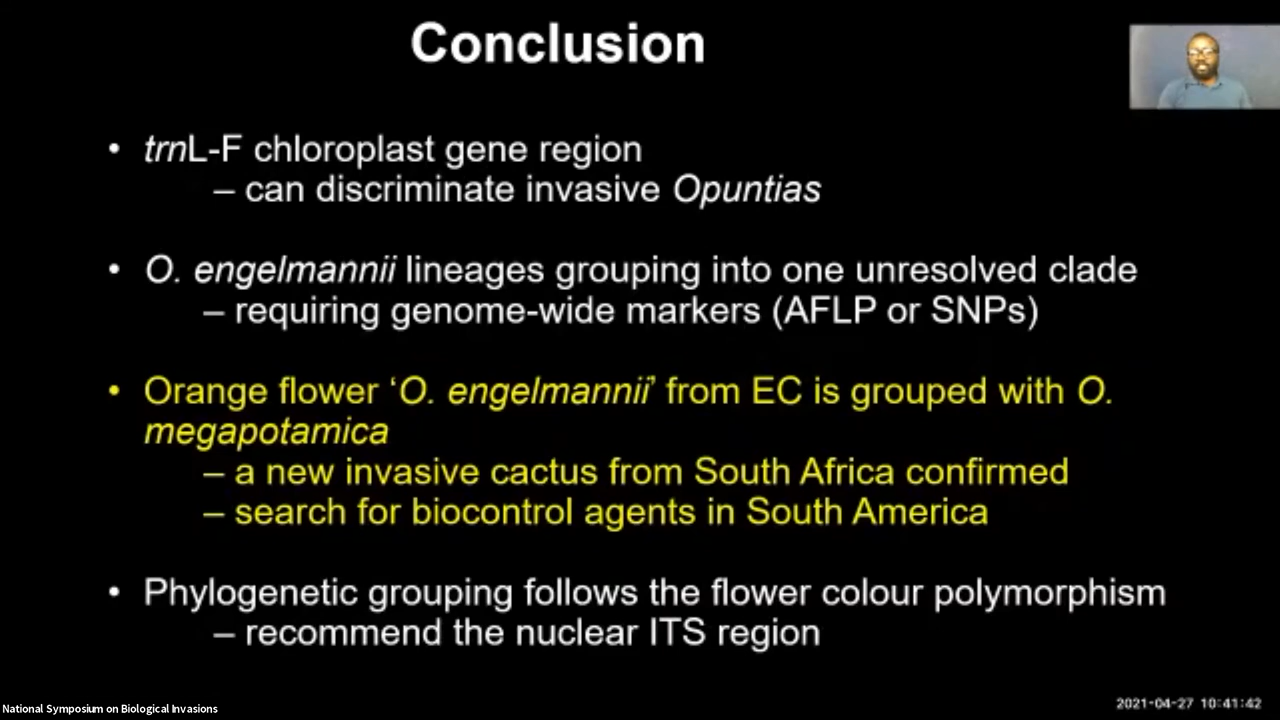 Conclusion
• trnL-F chloroplast gene region
– can discriminate invasive Opuntias
• O. engelmannii lineages grouping into one unresolved clade
– requiring genome-wide markers (AFLP or SNPs)
• Orange flower ‘O. engelmannii’ from EC is grouped with O.
megapotamica
– a new invasive cactus from South Africa confirmed
– search for biocontrol agents in South America
• Phylogenetic grouping follows the flower colour polymorphism
– recommend the nuclear ITS region
National Symposium on Biological Invasions
2021-04-27 10:41:42